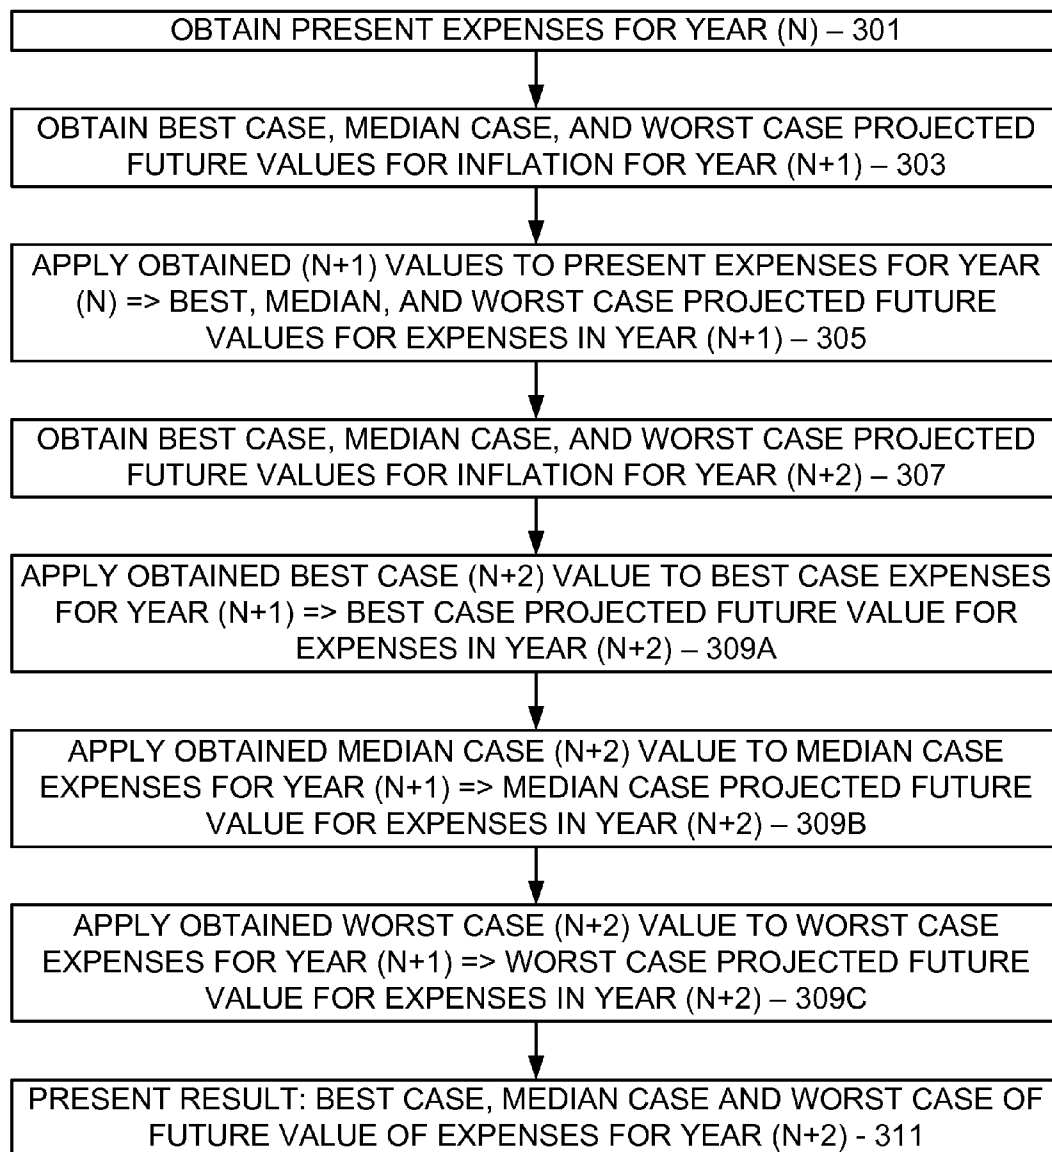 OBTAIN PRESENT EXPENSES FOR YEAR (N) – 301
OBTAIN BEST CASE, MEDIAN CASE, AND WORST CASE PROJECTED
FUTURE VALUES FOR INFLATION FOR YEAR (N+1) – 303
APPLY OBTAINED (N+1) VALUES TO PRESENT EXPENSES FOR YEAR
(N) => BEST, MEDIAN, AND WORST CASE PROJECTED FUTURE
VALUES FOR EXPENSES IN YEAR (N+1) – 305
OBTAIN BEST CASE, MEDIAN CASE, AND WORST CASE PROJECTED
FUTURE VALUES FOR INFLATION FOR YEAR (N+2) – 307
APPLY OBTAINED BEST CASE (N+2) VALUE TO BEST CASE EXPENSES
FOR YEAR (N+1) => BEST CASE PROJECTED FUTURE VALUE FOR
EXPENSES IN YEAR (N+2) – 309A
APPLY OBTAINED MEDIAN CASE (N+2) VALUE TO MEDIAN CASE
EXPENSES FOR YEAR (N+1) => MEDIAN CASE PROJECTED FUTURE
VALUE FOR EXPENSES IN YEAR (N+2) – 309B
APPLY OBTAINED WORST CASE (N+2) VALUE TO WORST CASE
EXPENSES FOR YEAR (N+1) => WORST CASE PROJECTED FUTURE
VALUE FOR EXPENSES IN YEAR (N+2) – 309C
PRESENT RESULT: BEST CASE, MEDIAN CASE AND WORST CASE OF
FUTURE VALUE OF EXPENSES FOR YEAR (N+2) - 311